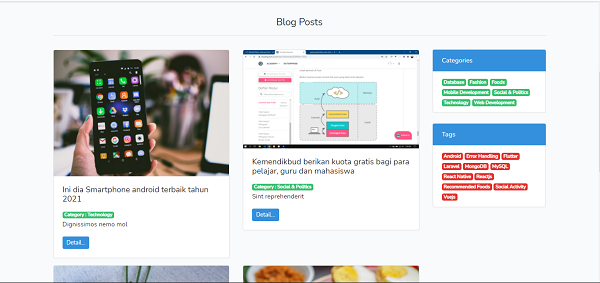 Blog Posts
Ini dia Smartphone android terbaik tahun
2021
Category : Technology
Dignissimos nemo mol
Detail...
Kemendikbud berikan kuota gratis bagi para
pelajar, guru dan mahasiswa
Category : Social & Politics
Sint reprehenderit
Detail...
Categories
Database Fashion Foods
Mobile Development Social & Politics
Technology Web Development
Tags
Android Error Handling Flutter
Laravel MongoDB MySQL
React Native Reactjs
Recommended Foods Social Activity
Vuejs